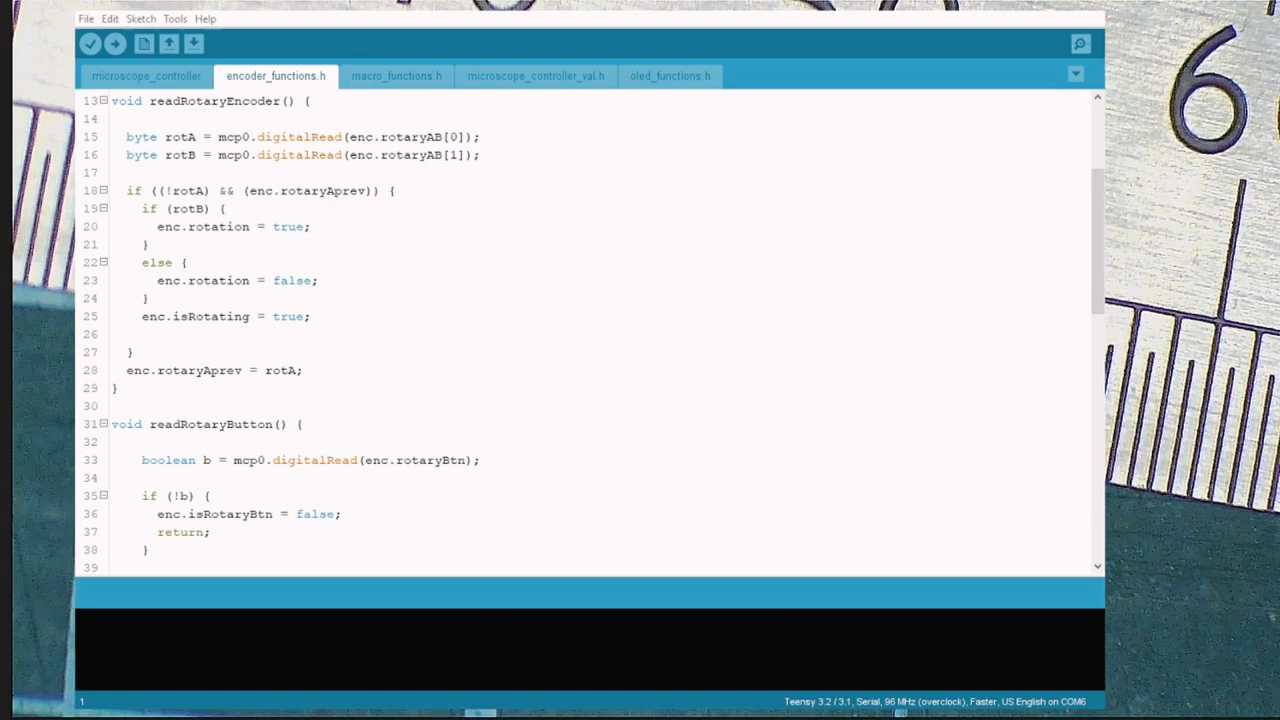 File Edit Sketch Tools Help
microscope_controller encoder_functions.h macro_functions.h microscope_controller_val.h oled_functions.h
13 void readRotaryEncoder() {
14
15 byte rotA = mcp0.digitalRead(enc.rotaryAB[0]);
16 byte rotB = mcp0.digitalRead(enc.rotaryAB[1]);
17
18 if ((!rotA) && (enc.rotaryAprev)) {
19 if (rotB) {
20 enc.rotation = true;
21 }
22 else {
23 enc.rotation = false;
24 }
25 enc.isRotating = true;
26
27 }
28 enc.rotaryAprev = rotA;
29 }
30
31 void readRotaryButton() {
32
33 boolean b = mcp0.digitalRead(enc.rotaryBtn);
34
35 if (!b) {
36 enc.isRotaryBtn = false;
37 return;
38 }
39
1 Teensy 3.2 / 3.1, Serial, 96 MHz (overclock), Faster, US English on COM6
6